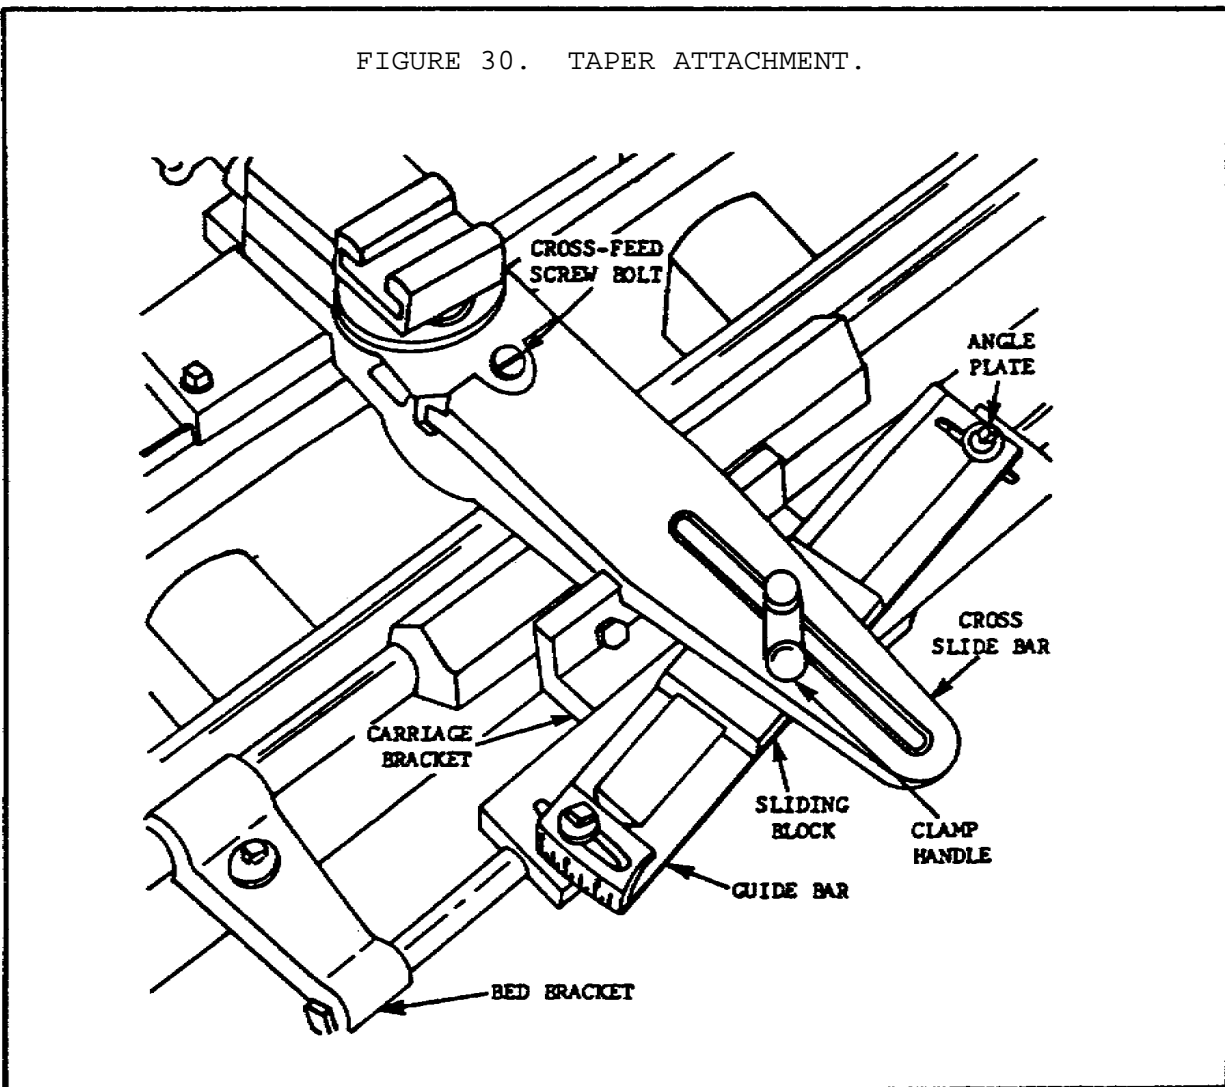 FIGURE 30. TAPER ATTACHMENT.
CROSS-FEED
SCREW BOLT
ANGLE
PLATE
CROSS
SLIDE BAR
CARRIAGE
BRACKET
SLIDING
BLOCK
CLAMP
HANDLE
GUIDE BAR
BED BRACKET